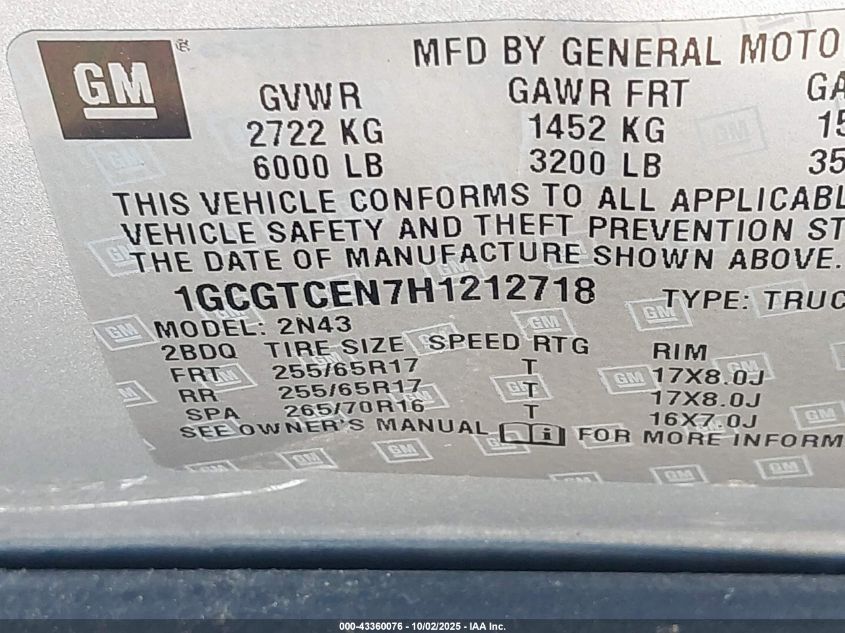 GM ®
MFD BY GENERAL MOTO
GVWR GAWR FRT GA
2722 KG 1452 KG 15
6000 LB 3200 LB 35
THIS VEHICLE CONFORMS TO ALL APPLICABL
VEHICLE SAFETY AND THEFT PREVENTION ST
THE DATE OF MANUFACTURE SHOWN ABOVE.
1GCGTCEN7H1212718 TYPE: TRUC
MODEL: 2N43
2BDQ TIRE SIZE SPEED RTG RIM
FRT 255/65R17 T 17X8.0J
RR 255/65R17 T 17X8.0J
SPA 265/70R16 T 16X7.0J
SEE OWNER'S MANUAL FOR MORE INFORM
000-43360076 - 10/02/2025 - IAA Inc.